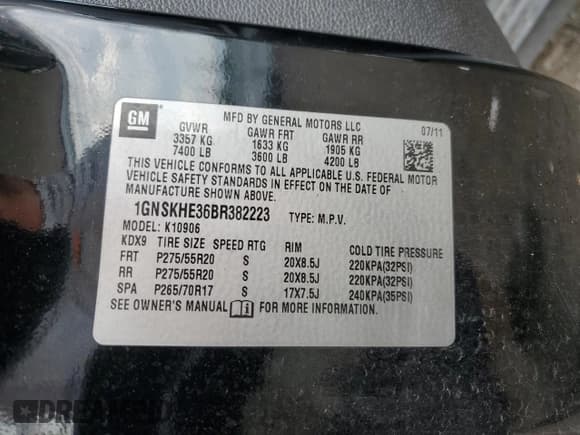 GM
MFD BY GENERAL MOTORS LLC
07/11
GVWR GAWR FRT GAWR RR
3357 KG 1633 KG 1905 KG
7400 LB 3600 LB 4200 LB
THIS VEHICLE CONFORMS TO ALL APPLICABLE U.S. FEDERAL MOTOR
VEHICLE SAFETY STANDARDS IN EFFECT ON THE DATE OF
MANUFACTURE SHOWN ABOVE.
1GNSKHE36BR382223 TYPE: M.P.V.
MODEL: K10906
KDX9 TIRE SIZE SPEED RTG RIM COLD TIRE PRESSURE
FRT P275/55R20 S 20X8.5J 220KPA(32PSI)
RR P275/55R20 S 20X8.5J 220KPA(32PSI)
SPA P265/70R17 S 17X7.5J 240KPA(35PSI)
SEE OWNER'S MANUAL FOR MORE INFORMATION.